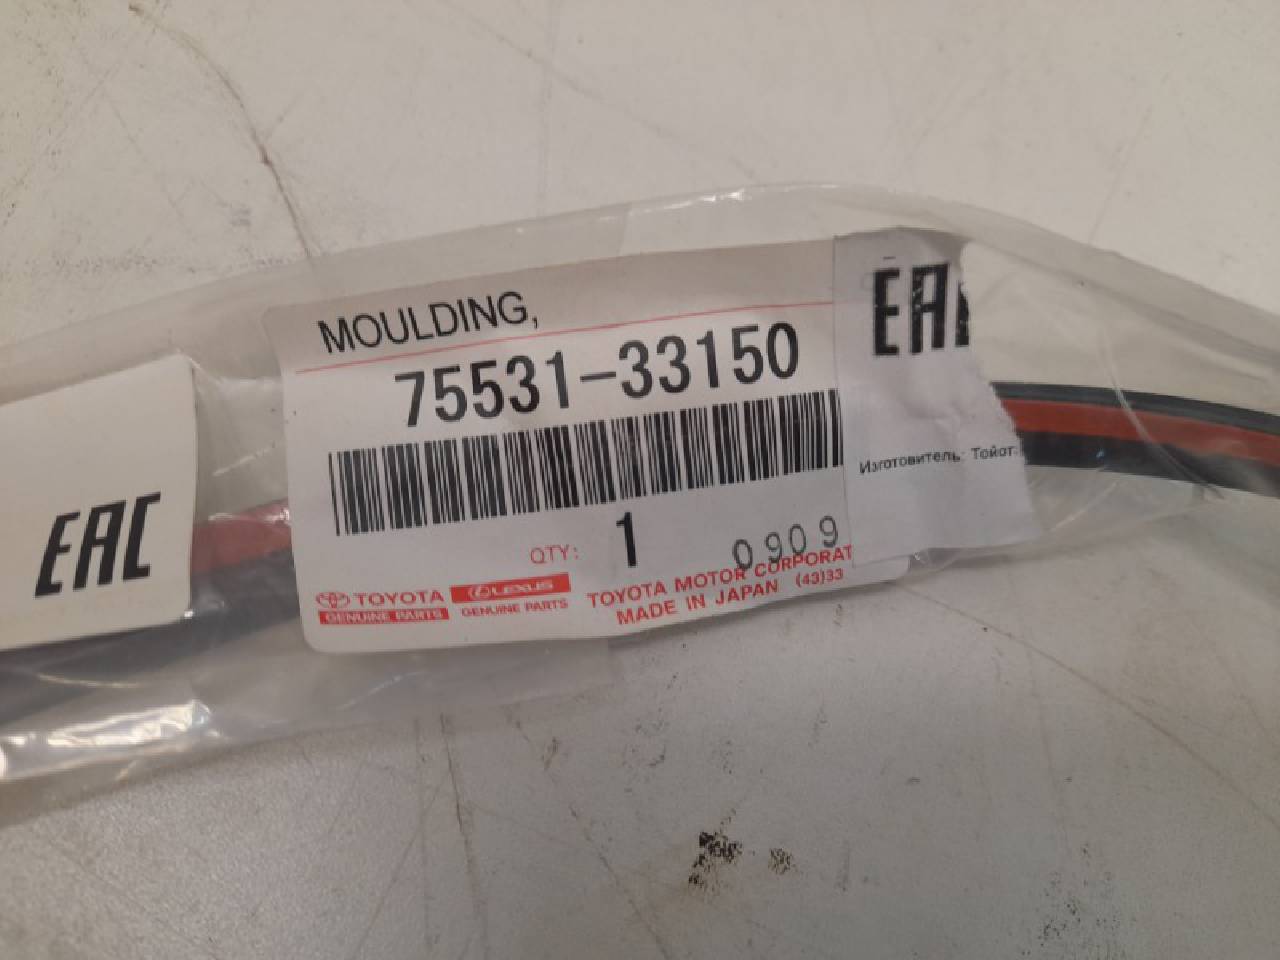 MOULDING,
75531-33150
QTY: 1
0909
TOYOTA
GENUINE PARTS
LEXUS
GENUINE PARTS
TOYOTA MOTOR CORPORAT
MADE IN JAPAN (43)33
EAC
Изготовитель: Тойот
EAC